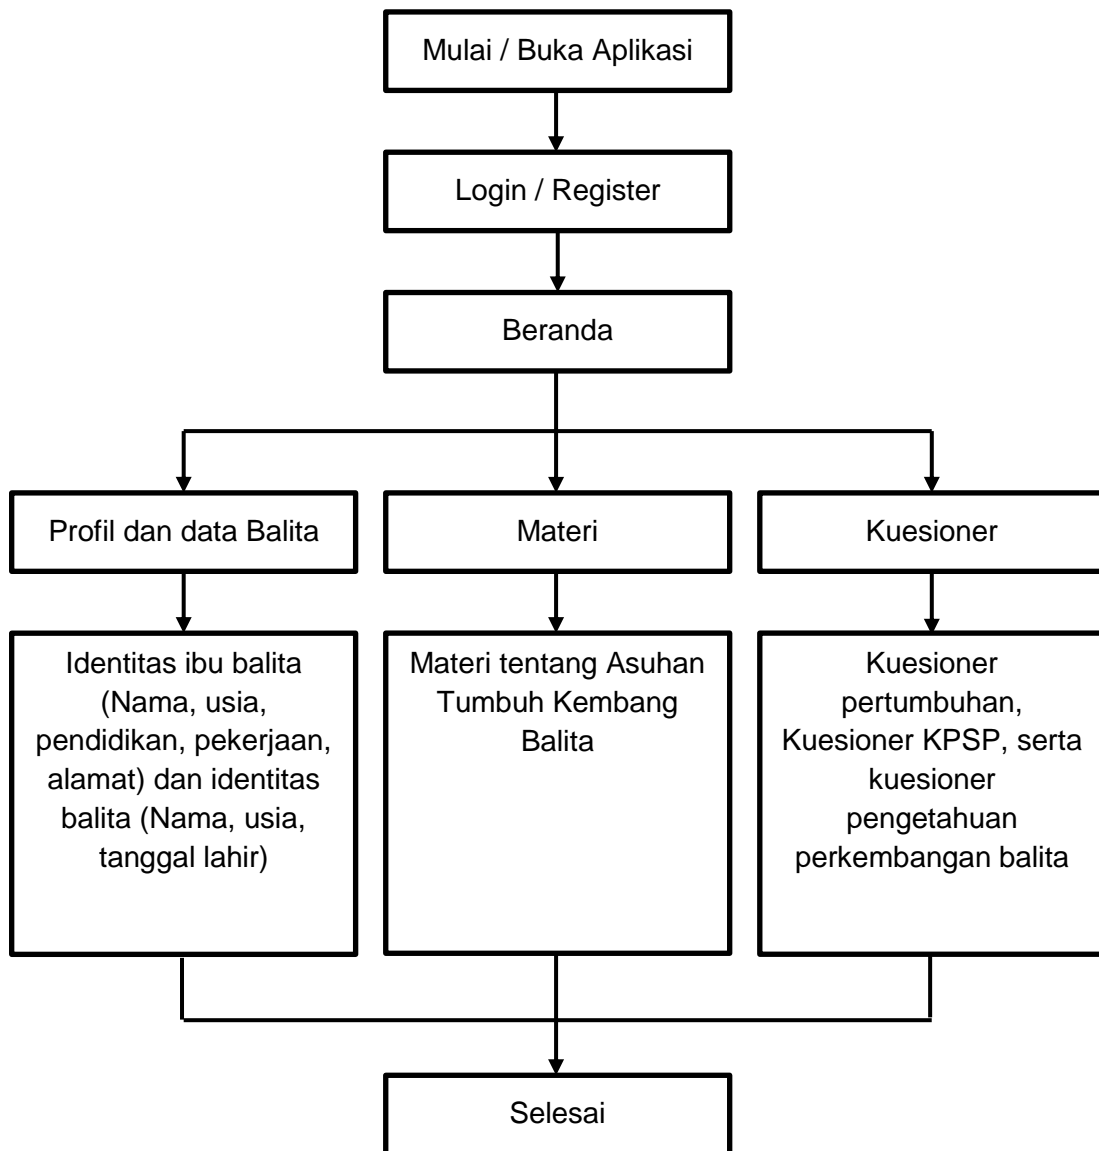 Mulai / Buka Aplikasi
Login / Register
Beranda
Profil dan data Balita
Materi
Kuesioner
Identitas ibu balita
(Nama, usia,
pendidikan, pekerjaan,
alamat) dan identitas
balita (Nama, usia,
tanggal lahir)
Materi tentang Asuhan
Tumbuh Kembang
Balita
Kuesioner
pertumbuhan,
Kuesioner KPSP, serta
kuesioner
pengetahuan
perkembangan balita
Selesai